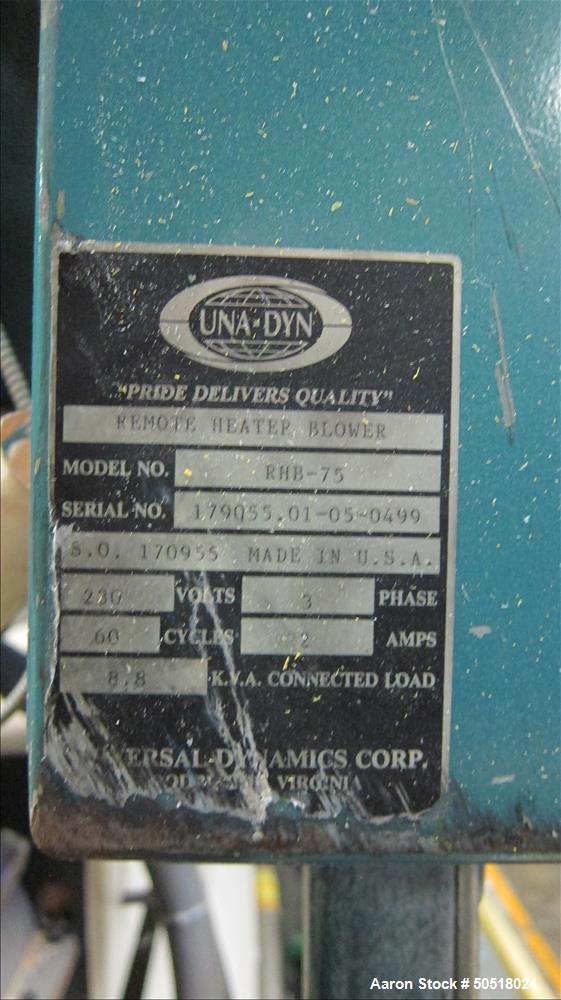 UNA-DYN
"PRIDE DELIVERS QUALITY"
REMOTE HEATER BLOWER
MODEL NO. RHB-75
SERIAL NO. 179055.01-05-0499
S.O. 170955 MADE IN U.S.A.
VOLTS 3 PHASE
60 CYCLES AMPS
8.8 K.V.A. CONNECTED LOAD
DYNAMICS CORP.
VIRGINIA
Aaron Stock # 50518024